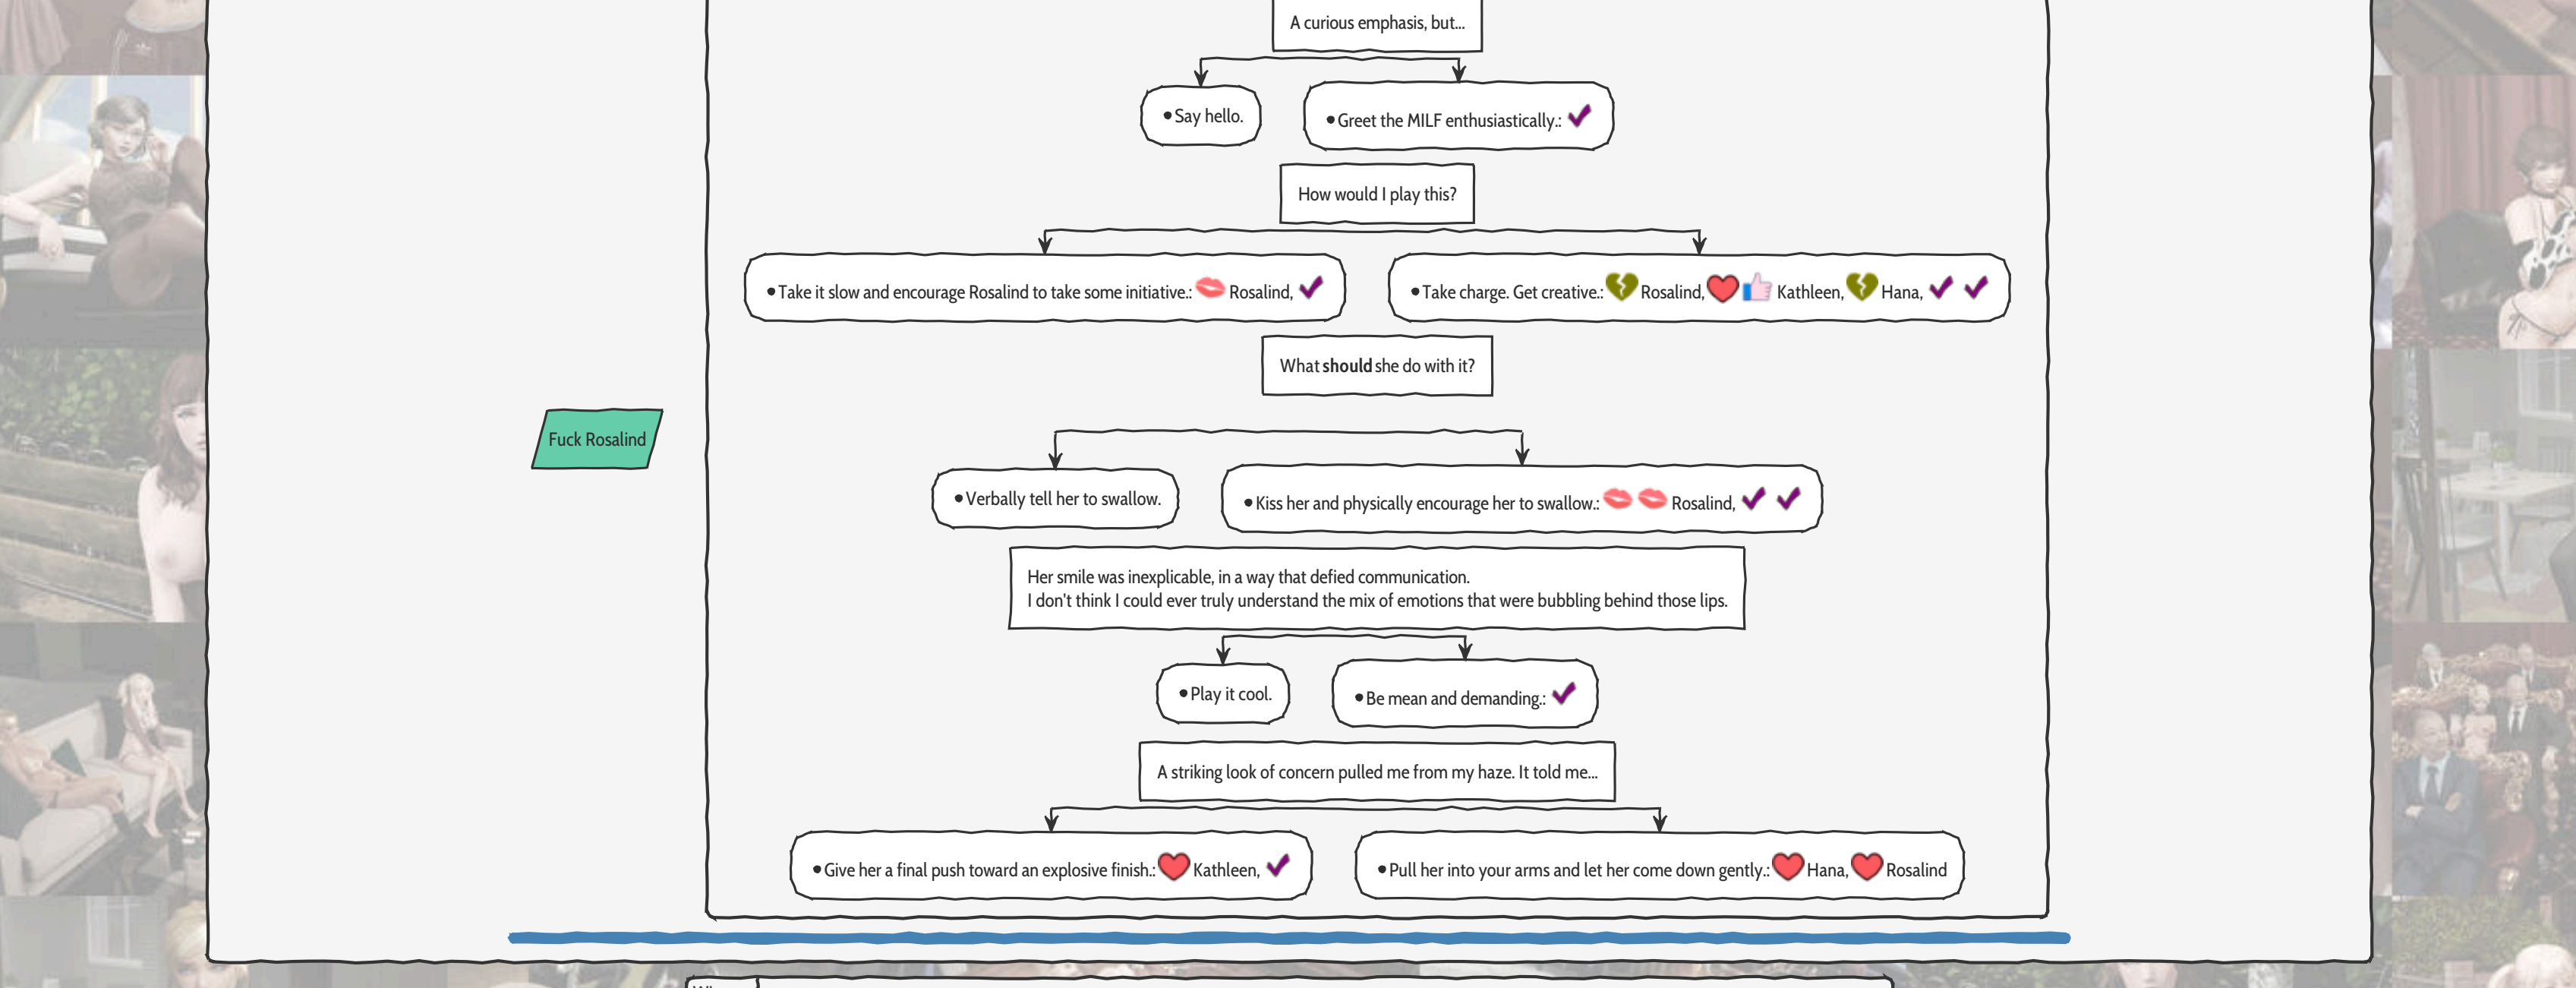 A curious emphasis, but...
•Say hello.
•Greet the MILF enthusiastically.:
How would I play this?
•Take it slow and encourage Rosalind to take some initiative.: Rosalind,
•Take charge. Get creative.: Rosalind, Kathleen, Hana,
What should she do with it?
Fuck Rosalind
•Verbally tell her to swallow.
•Kiss her and physically encourage her to swallow.: Rosalind,
Her smile was inexplicable, in a way that defied communication.
I don't think I could ever truly understand the mix of emotions that were bubbling behind those lips.
•Play it cool.
•Be mean and demanding.:
A striking look of concern pulled me from my haze. It told me...
•Give her a final push toward an explosive finish.: Kathleen,
•Pull her into your arms and let her come down gently.: Hana, Rosalind